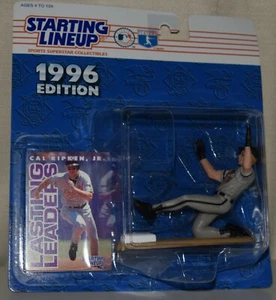 AGES 4 TO 104
STARTING
LINEUP
SPORTS SUPERSTAR COLLECTIBLES
1996
EDITION
CAL RIPKEN, JR.
LASTING
LEADERS